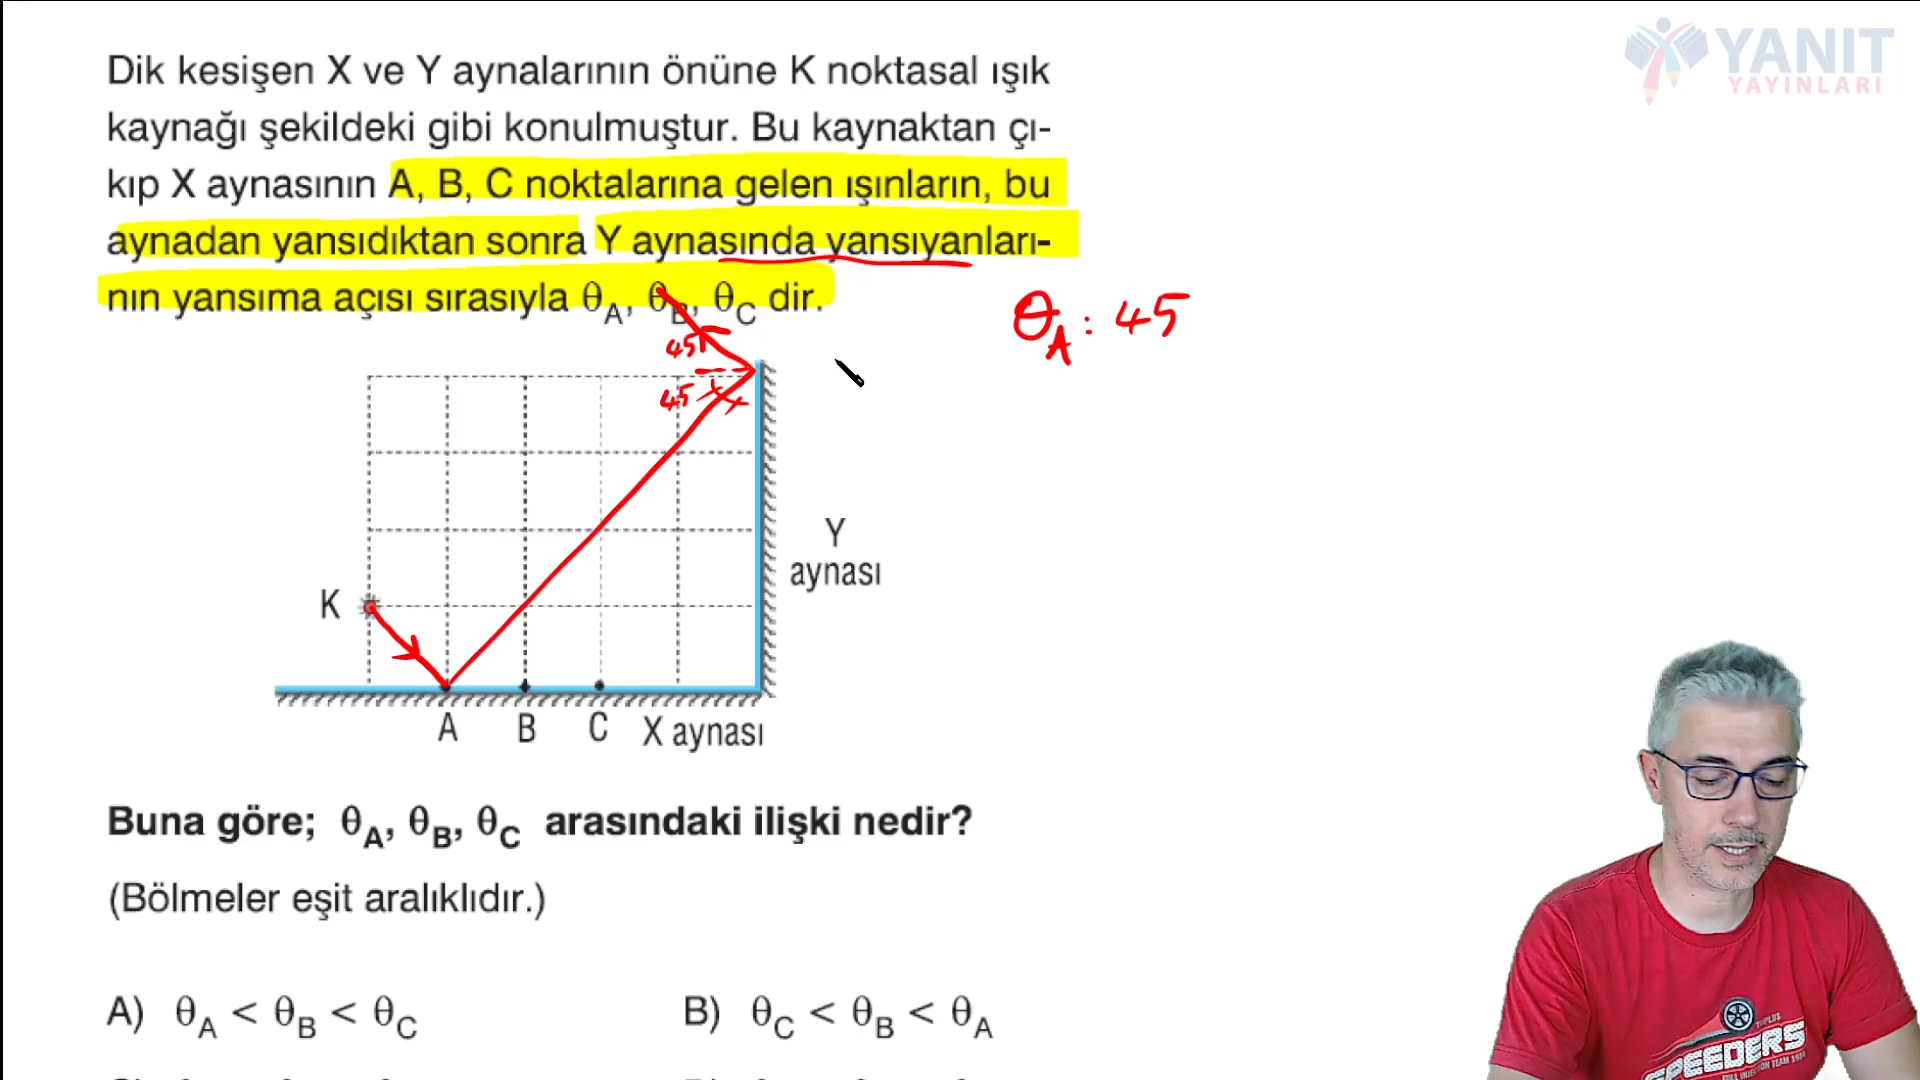 YANIT
YAYINLARI
Dik kesişen X ve Y aynalarının önüne K noktasal ışık
kaynağı şekildeki gibi konulmuştur. Bu kaynaktan çı-
kıp X aynasının A, B, C noktalarına gelen ışınların, bu
aynadan yansıdıktan sonra Y aynasında yansıyanları-
nın yansıma açısı sırasıyla θA, θB, θC dir.
θA : 45
45
45
K
Y
aynası
A B C X aynası
Buna göre; θA, θB, θC arasındaki ilişki nedir?
(Bölmeler eşit aralıklıdır.)
A) θA < θB < θC B) θC < θB < θA
SPEEDERS